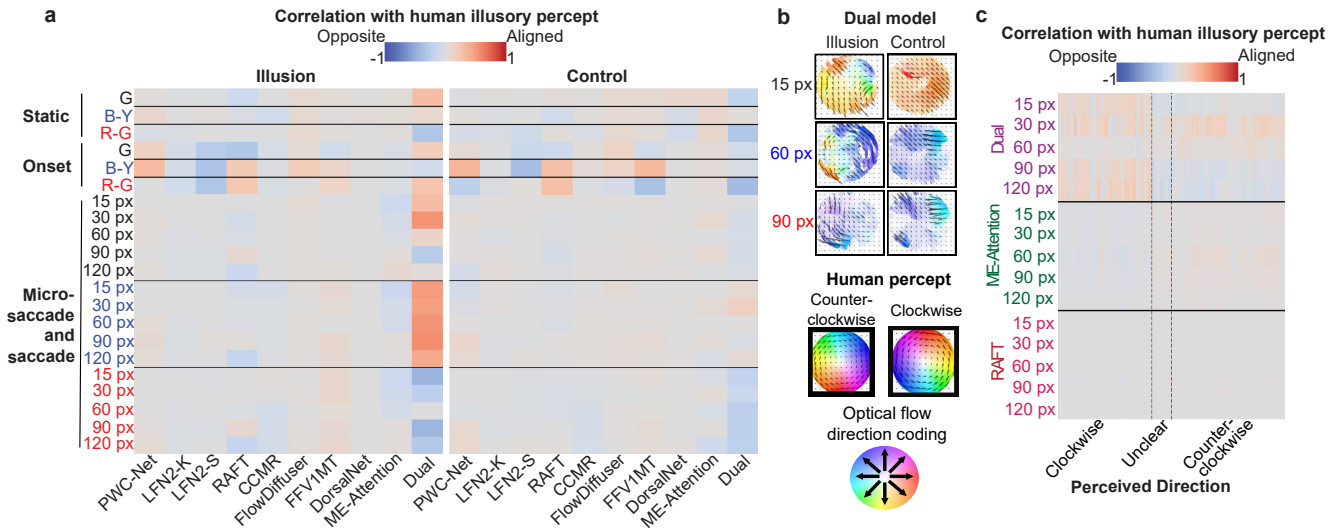 a
Correlation with human illusory percept
Opposite
Aligned
-1
1
Illusion
Control
Static
G
B-Y
R-G
Onset
G
B-Y
R-G
Micro-
saccade
and
saccade
15 px
30 px
60 px
90 px
120 px
15 px
30 px
60 px
90 px
120 px
15 px
30 px
60 px
90 px
120 px
PWC-Net
LFN2-K
LFN2-S
RAFT
CCMR
FlowDiffuser
FFV1MT
DorsalNet
ME-Attention
Dual
PWC-Net
LFN2-K
LFN2-S
RAFT
CCMR
FlowDiffuser
FFV1MT
DorsalNet
ME-Attention
Dual
b
Dual model
Illusion
Control
15 px
60 px
90 px
Human percept
Counter-
clockwise
Clockwise
Optical flow
direction coding
c
Correlation with human illusory percept
Opposite
Aligned
-1
1
Dual
15 px
30 px
60 px
90 px
120 px
ME-Attention
15 px
30 px
60 px
90 px
120 px
RAFT
15 px
30 px
60 px
90 px
120 px
Clockwise
Unclear
Counter-
clockwise
Perceived Direction